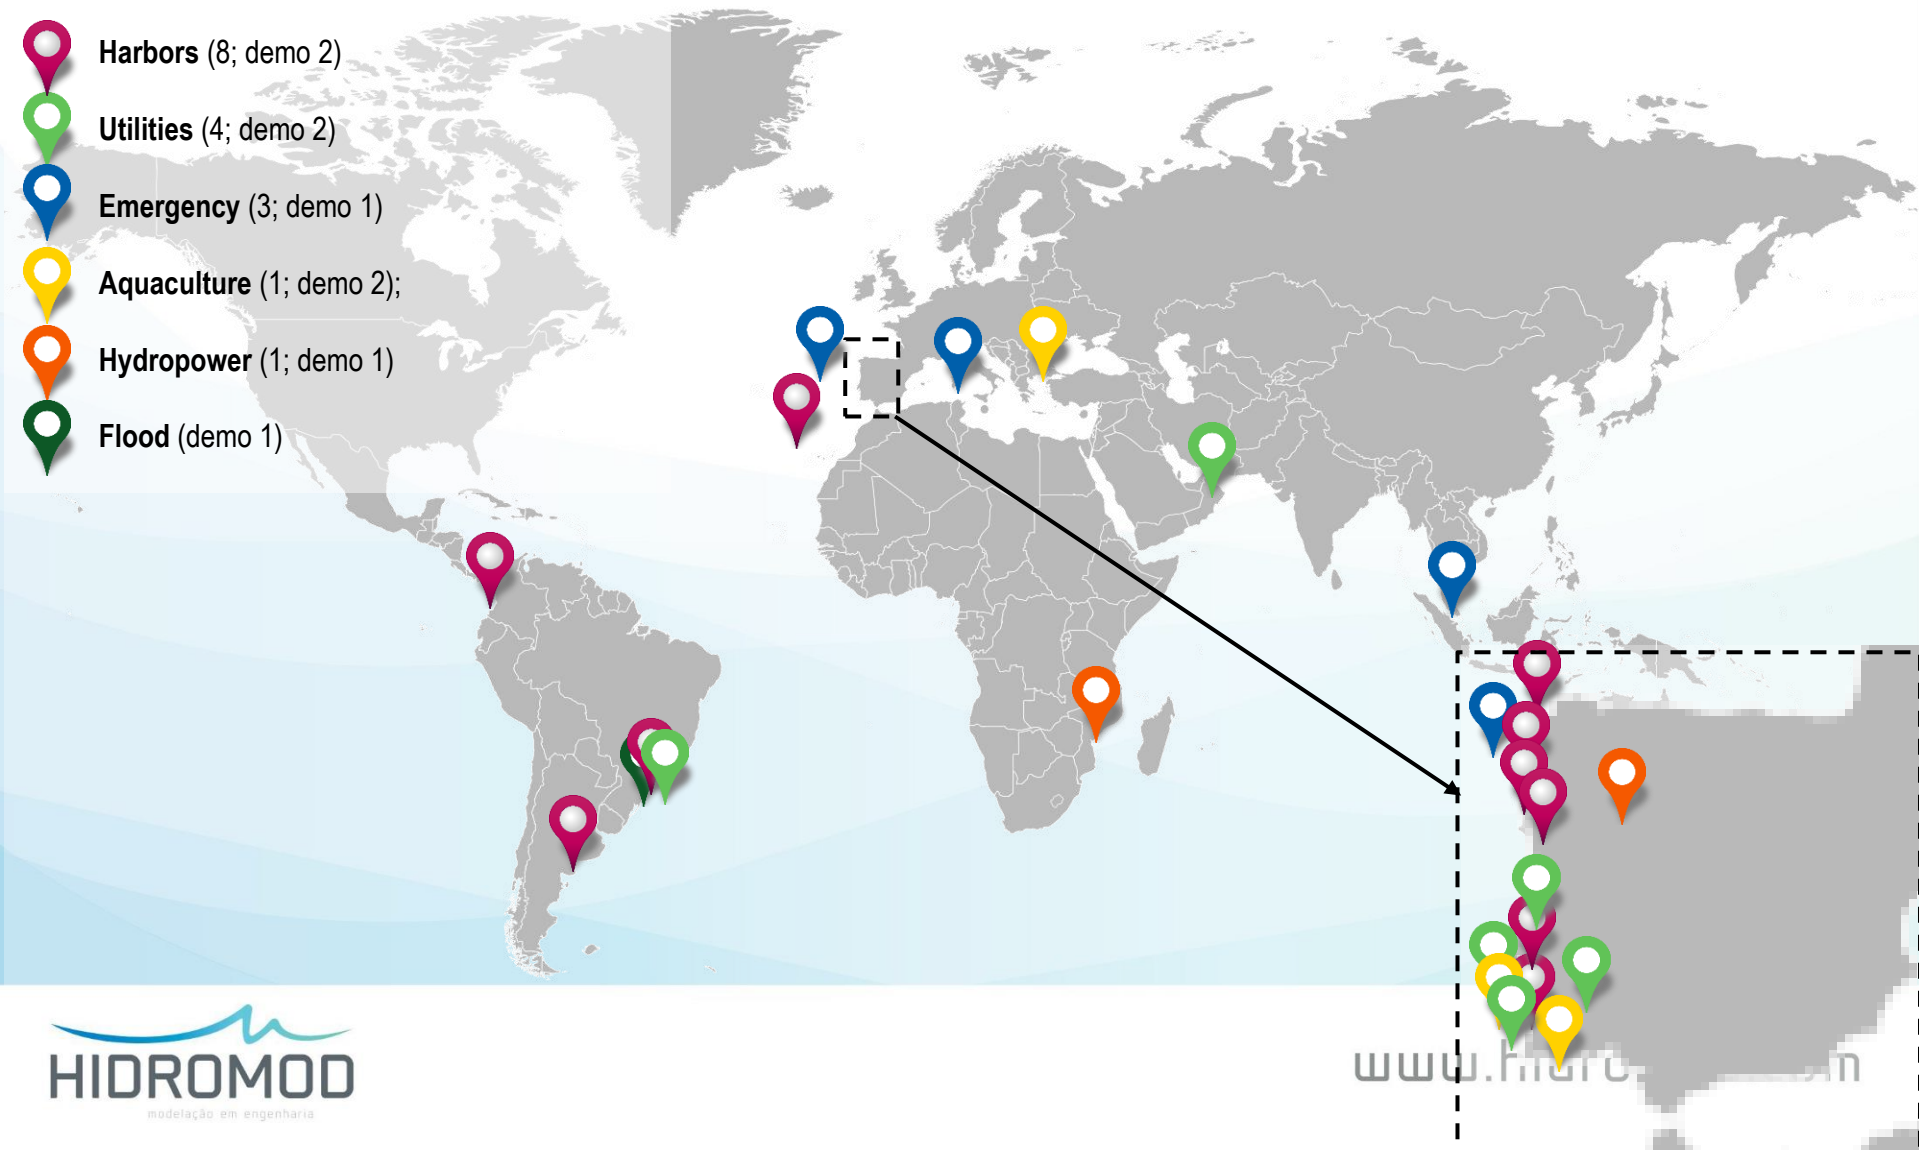 Harbors (8; demo 2)
Utilities (4; demo 2)
Emergency (3; demo 1)
Aquaculture (1; demo 2);
Hydropower (1; demo 1)
Flood (demo 1)
HIDROMOD
modelação em engenharia